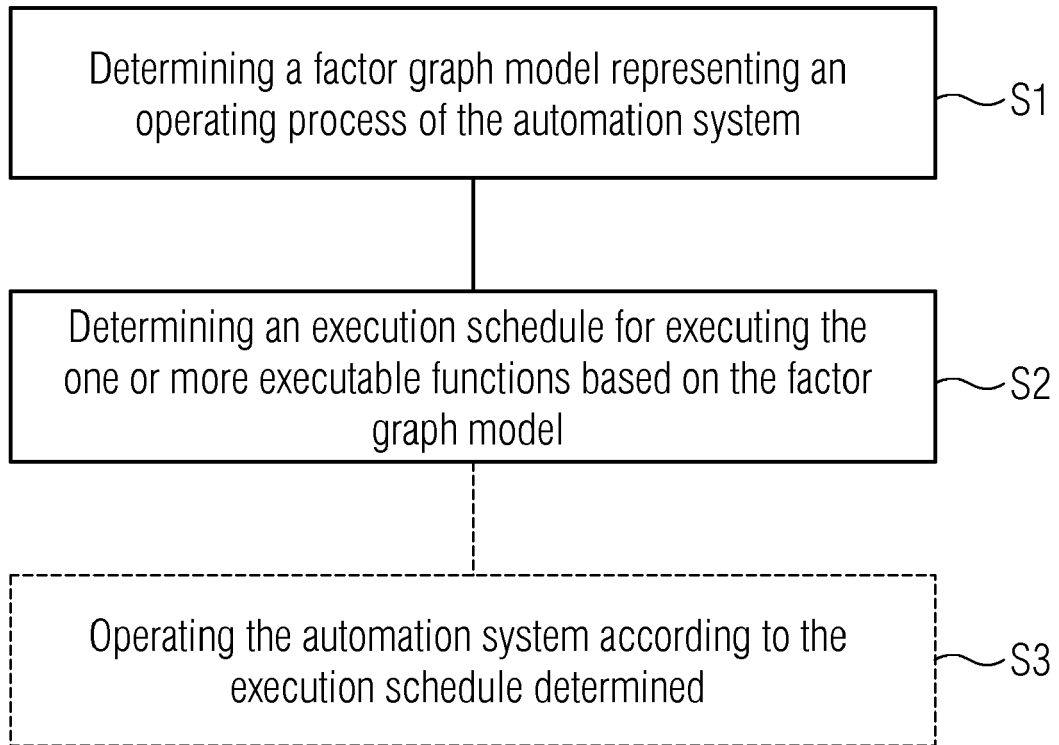 Determining a factor graph model representing an
operating process of the automation system
S1
Determining an execution schedule for executing the
one or more executable functions based on the factor
graph model
S2
Operating the automation system according to the
execution schedule determined
S3